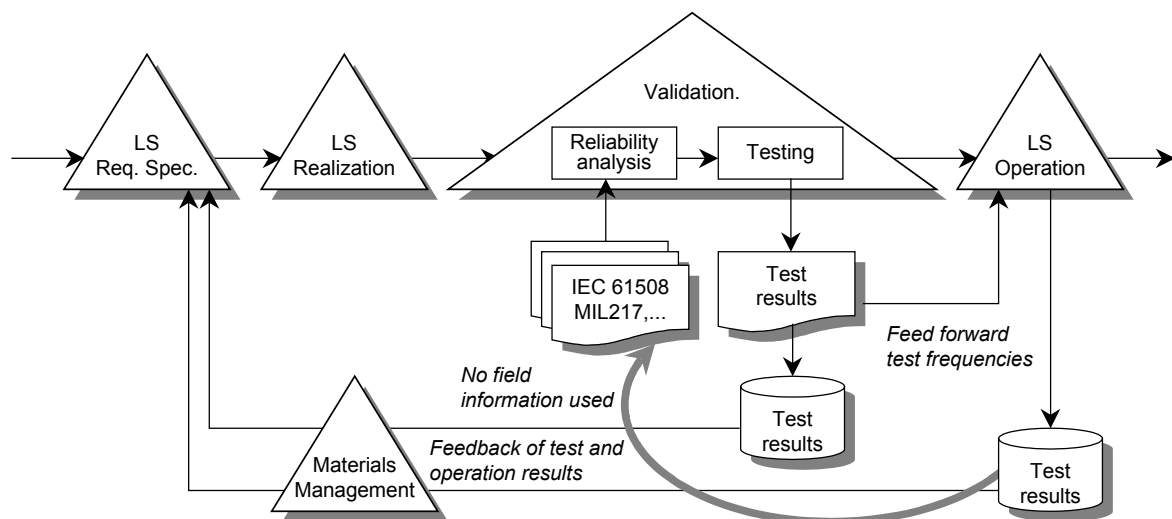 Validation.
LS
Req. Spec.
LS
Realization
Reliability
analysis
Testing
LS
Operation
IEC 61508
MIL217,...
Test
results
Feed forward
test frequencies
No field
information used
Test
results
Feedback of test and
operation results
Materials
Management
Test
results